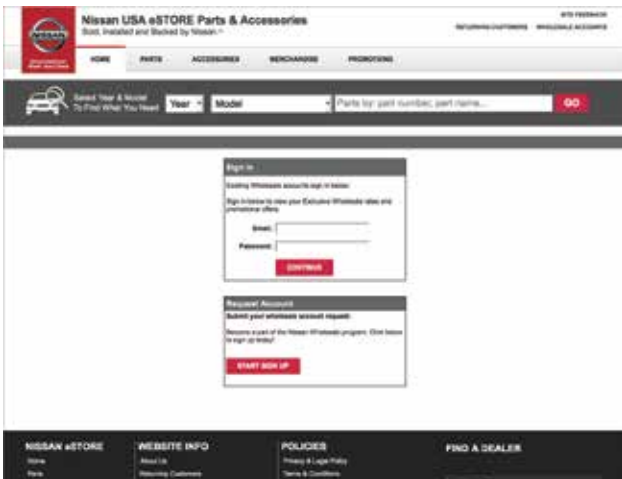 Nissan USA eSTORE Parts & Accessories
Sold, Installed and Backed by Nissan
SITE FEEDBACK
RETURNING CUSTOMERS WHOLESALE ACCOUNTS
NISSAN
HOME PARTS ACCESSORIES MERCHANDISE PROMOTIONS
Select Year & Model
To Find What You Need
Year Model Parts by: part number, part name... GO
Sign In
Existing Wholesale accounts sign in below.
Sign in below to view your Exclusive Wholesale rates and
promotional offers.
Email:
Password:
CONTINUE
Request Account
Submit your wholesale account request:
Become a part of the Nissan Wholesale program. Click below
to sign up today!
START SIGN UP
NISSAN eSTORE WEBSITE INFO POLICIES FIND A DEALER
Home About Us Privacy & Legal Policy
Parts Returning Customers Terms & Conditions